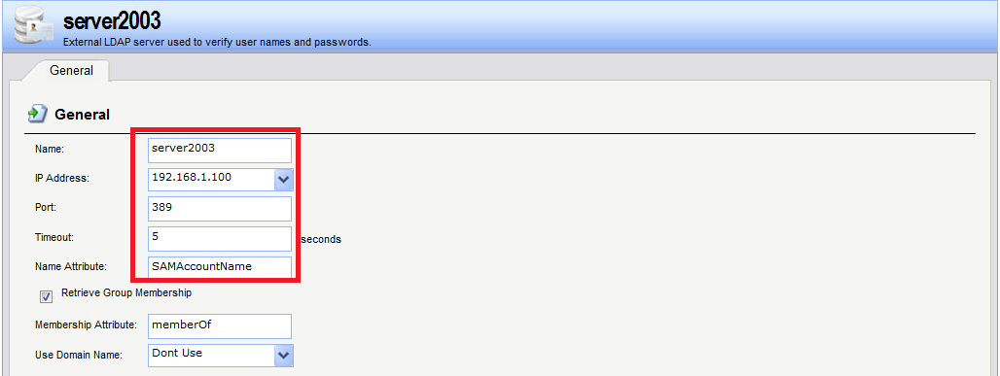 server2003
External LDAP server used to verify user names and passwords.
General
General
Name: server2003
IP Address: 192.168.1.100
Port: 389
Timeout: 5 seconds
Name Attribute: SAMAccountName
Retrieve Group Membership
Membership Attribute: memberOf
Use Domain Name: Dont Use